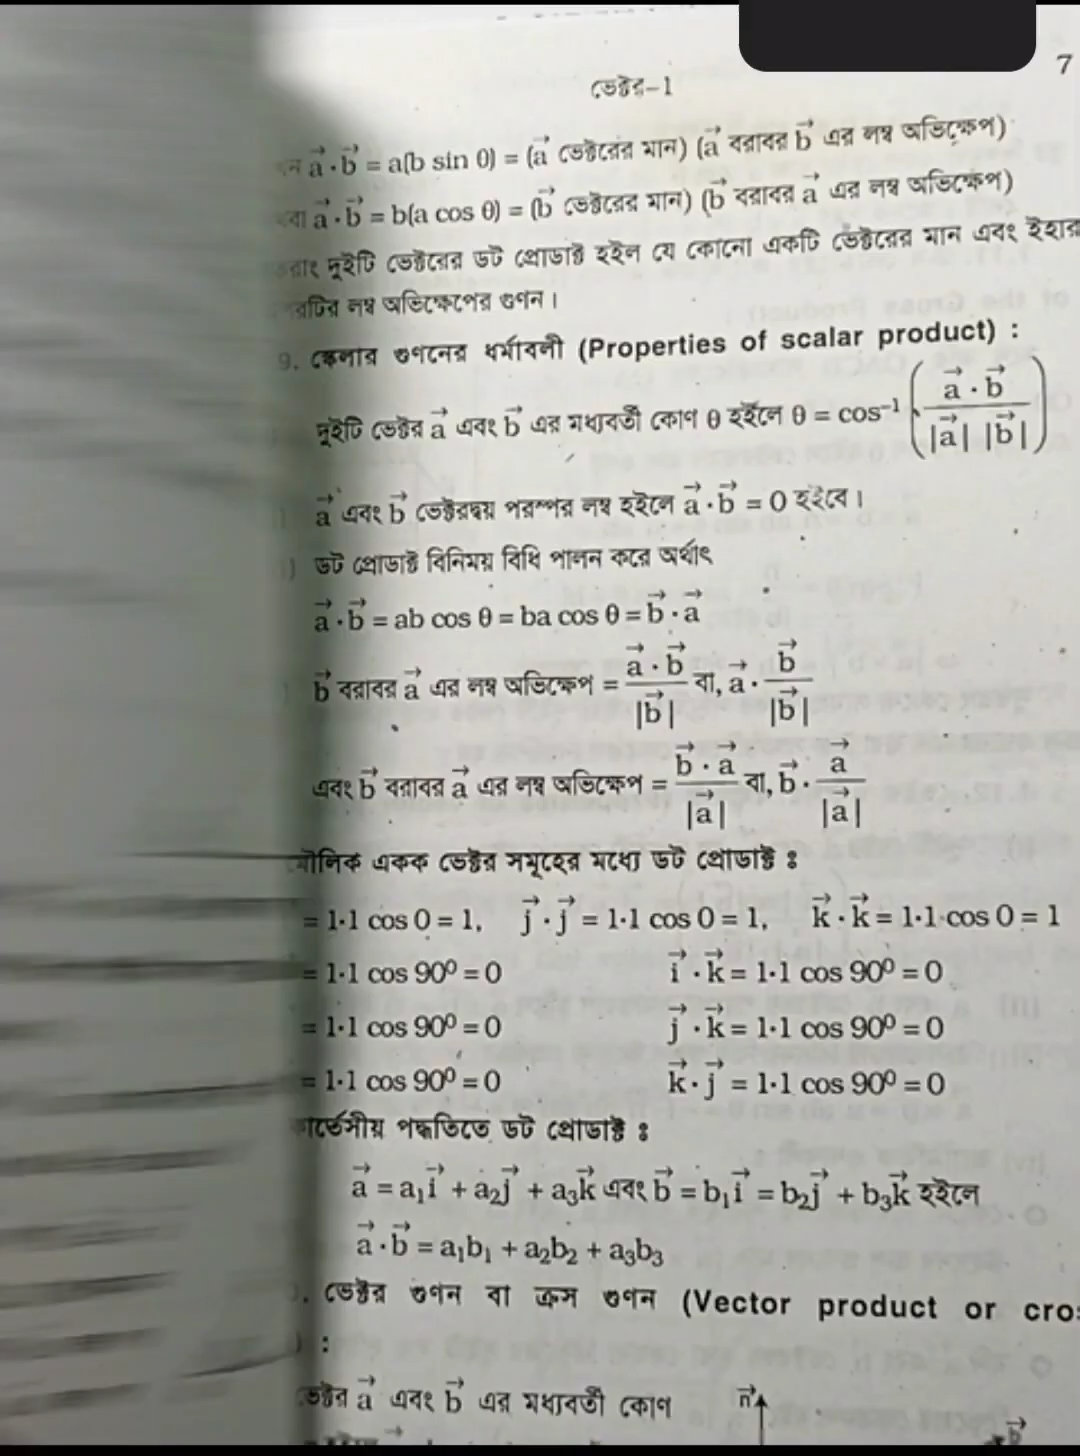 ভেক্টর–1
7
a⃗ · b⃗ = a(b sin θ) = (a⃗ ভেক্টরের মান) (a⃗ বরাবর b⃗ এর লম্ব অভিক্ষেপ)
a⃗ · b⃗ = b(a cos θ) = (b⃗ ভেক্টরের মান) (b⃗ বরাবর a⃗ এর লম্ব অভিক্ষেপ)
দুইটি ভেক্টরের ডট প্রোডাক্ট হইল যে কোনো একটি ভেক্টরের মান এবং ইহার
লম্ব অভিক্ষেপের গুণন।
9. স্কেলার গুণনের ধর্মাবলী (Properties of scalar product) :
দুইটি ভেক্টর a⃗ এবং b⃗ এর মধ্যবর্তী কোণ θ হইলে θ = cos⁻¹ (a⃗ · b⃗ / |a⃗| |b⃗|)
a⃗ এবং b⃗ ভেক্টরদ্বয় পরস্পর লম্ব হইলে a⃗ · b⃗ = 0 হইবে।
) ডট প্রোডাক্ট বিনিময় বিধি পালন করে অর্থাৎ
a⃗ · b⃗ = ab cos θ = ba cos θ = b⃗ · a⃗
b⃗ বরাবর a⃗ এর লম্ব অভিক্ষেপ = a⃗ · b⃗ / |b⃗| বা, a⃗ · b⃗ / |b⃗|
এবং b⃗ বরাবর a⃗ এর লম্ব অভিক্ষেপ = b⃗ · a⃗ / |a⃗| বা, b⃗ · a⃗ / |a⃗|
মৌলিক একক ভেক্টর সমূহের মধ্যে ডট প্রোডাক্ট ঃ
= 1·1 cos 0 = 1, j⃗ · j⃗ = 1·1 cos 0 = 1, k⃗ · k⃗ = 1·1 cos 0 = 1
= 1·1 cos 90⁰ = 0 i⃗ · k⃗ = 1·1 cos 90⁰ = 0
= 1·1 cos 90⁰ = 0 j⃗ · k⃗ = 1·1 cos 90⁰ = 0
= 1·1 cos 90⁰ = 0 k⃗ · j⃗ = 1·1 cos 90⁰ = 0
কার্তেসীয় পদ্ধতিতে ডট প্রোডাক্ট ঃ
a⃗ = a₁i⃗ + a₂j⃗ + a₃k⃗ এবং b⃗ = b₁i⃗ = b₂j⃗ + b₃k⃗ হইলে
a⃗ · b⃗ = a₁b₁ + a₂b₂ + a₃b₃
. ভেক্টর গুণন বা ক্রস গুণন (Vector product or cro
) :
ভেক্টর a⃗ এবং b⃗ এর মধ্যবর্তী কোণ
n⃗
b⃗